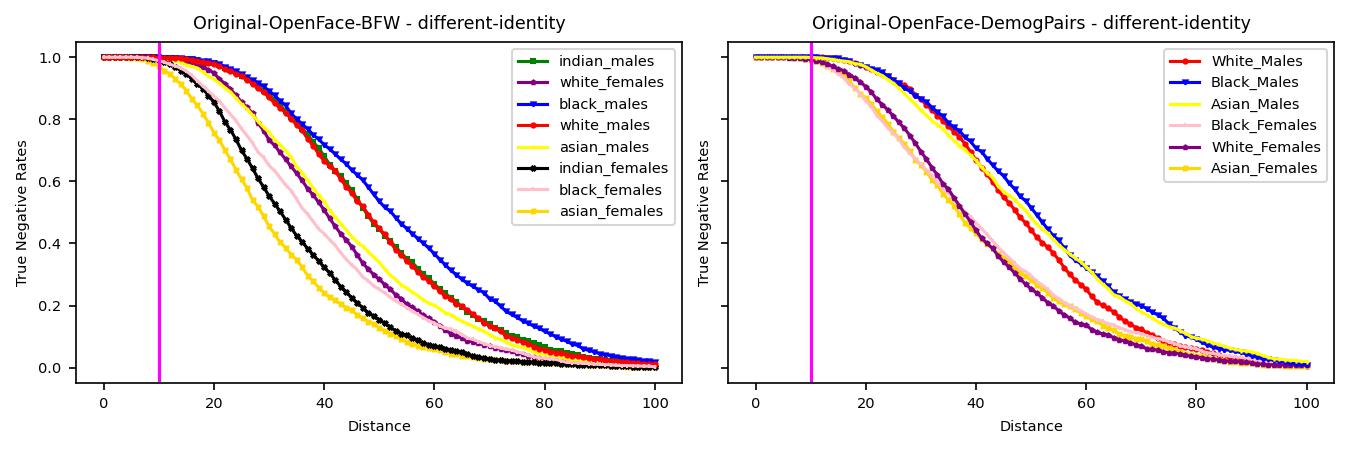 Original-OpenFace-BFW - different-identity
True Negative Rates
1.0
0.8
0.6
0.4
0.2
0.0
indian_males
white_females
black_males
white_males
asian_males
indian_females
black_females
asian_females
0 20 40 60 80 100
Distance
Original-OpenFace-DemogPairs - different-identity
True Negative Rates
White_Males
Black_Males
Asian_Males
Black_Females
White_Females
Asian_Females
0 20 40 60 80 100
Distance